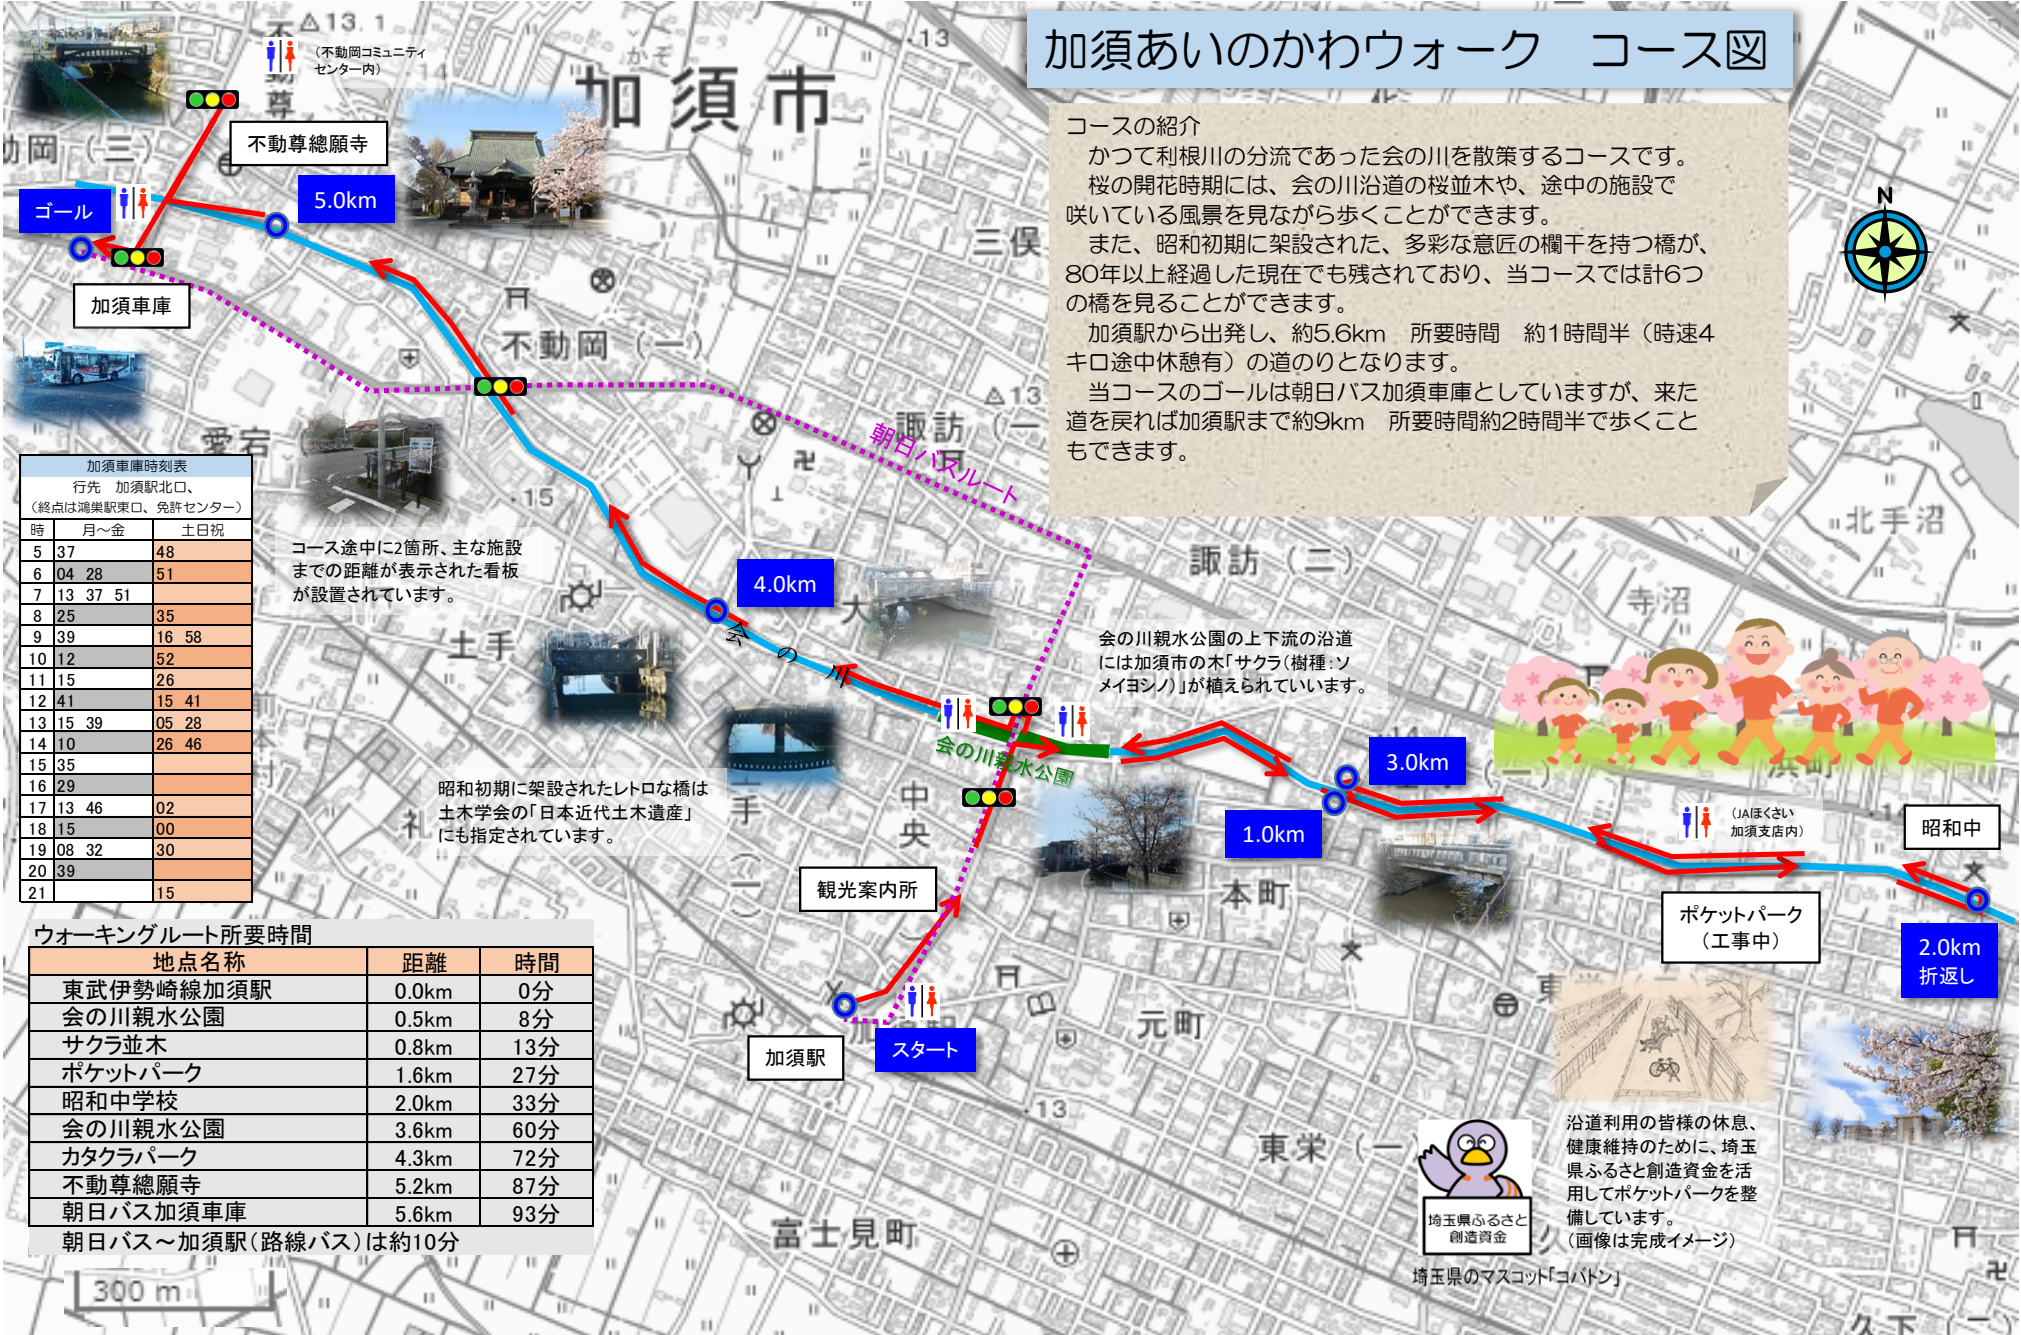 加須あいのかわウォーク　コース図
コースの紹介
かつて利根川の分流であった会の川を散策するコースです。
桜の開花時期には、会の川沿道の桜並木や、途中の施設で
咲いている風景を見ながら歩くことができます。
また、昭和初期に架設された、多彩な意匠の欄干を持つ橋が、
80年以上経過した現在でも残されており、当コースでは計6つ
の橋を見ることができます。
加須駅から出発し、約5.6km　所要時間　約1時間半（時速4
キロ途中休憩有）の道のりとなります。
当コースのゴールは朝日バス加須車庫としていますが、来た
道を戻れば加須駅まで約9km　所要時間約2時間半で歩くこと
もできます。
N
13.1
（不動岡コミュニティ
センター内）
かぞ
加須市
13
不動尊總願寺
動岡（三）
ゴール
5.0km
加須車庫
三俣
不動岡（一）
13
諏訪（一
朝日バスルート
愛宕
15
北手沼
諏訪（二）
寺沼
加須車庫時刻表
行先　加須駅北口、
（終点は鴻巣駅東口、免許センター）
時 月～金 土日祝
5 37 48
6 04 28 51
7 13 37 51
8 25 35
9 39 16 58
10 12 52
11 15 26
12 41 15 41
13 15 39 05 28
14 10 26 46
15 35
16 29
17 13 46 02
18 15 00
19 08 32 30
20 39
21 15
コース途中に2箇所、主な施設
までの距離が表示された看板
が設置されています。
4.0km
大
土手
会の川
会の川親水公園の上下流の沿道
には加須市の木「サクラ（樹種：ソ
メイヨシノ）」が植えられていいます。
会の川親水公園
昭和初期に架設されたレトロな橋は
土木学会の「日本近代土木遺産」
にも指定されています。
手（一）
中央
3.0km
1.0km
浜町
（JAほくさい
加須支店内）
昭和中
観光案内所
本町
ポケットパーク
（工事中）
2.0km
折返し
加須駅
スタート
元町
13
東栄（一
富士見町
久下（二）
ウォーキングルート所要時間
地点名称 距離 時間
東武伊勢崎線加須駅 0.0km 0分
会の川親水公園 0.5km 8分
サクラ並木 0.8km 13分
ポケットパーク 1.6km 27分
昭和中学校 2.0km 33分
会の川親水公園 3.6km 60分
カタクラパーク 4.3km 72分
不動尊總願寺 5.2km 87分
朝日バス加須車庫 5.6km 93分
朝日バス～加須駅（路線バス）は約10分
300 m
沿道利用の皆様の休息、
健康維持のために、埼玉
県ふるさと創造資金を活
用してポケットパークを整
備しています。
（画像は完成イメージ）
埼玉県ふるさと
創造資金
埼玉県のマスコット「コバトン」